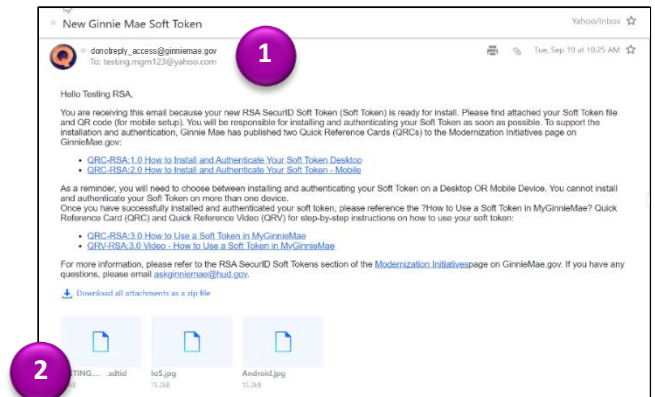 New Ginnie Mae Soft Token
Yahoo/Inbox
donotreply_access@ginniemae.gov
To: testing.mgm123@yahoo.com
1
Tue, Sep 19 at 10:25 AM
Hello Testing RSA,
You are receiving this email because your new RSA SecurID Soft Token (Soft Token) is ready for install. Please find attached your Soft Token file
and QR code (for mobile setup). You will be responsible for installing and authenticating your Soft Token as soon as possible. To support the
installation and authentication, Ginnie Mae has published two Quick Reference Cards (QRCs) to the Modernization Initiatives page on
GinnieMae.gov:
• QRC-RSA:1.0 How to Install and Authenticate Your Soft Token Desktop
• QRC-RSA:2.0 How to Install and Authenticate Your Soft Token - Mobile
As a reminder, you will need to choose between installing and authenticating your Soft Token on a Desktop OR Mobile Device. You cannot install
and authenticate your Soft Token on more than one device.
Once you have successfully installed and authenticated your soft token, please reference the ?How to Use a Soft Token in MyGinnieMae? Quick
Reference Card (QRC) and Quick Reference Video (QRV) for step-by-step instructions on how to use your soft token:
• QRC-RSA:3.0 How to Use a Soft Token in MyGinnieMae
• QRV-RSA:3.0 Video - How to Use a Soft Token in MyGinnieMae
For more information, please refer to the RSA SecurID Soft Tokens section of the Modernization Initiativespage on GinnieMae.gov. If you have any
questions, please email askginniemae@hud.gov.
Download all attachments as a zip file
2
TING.... .sdtid
IoS.jpg
Android.jpg
15.2kB
15.2kB